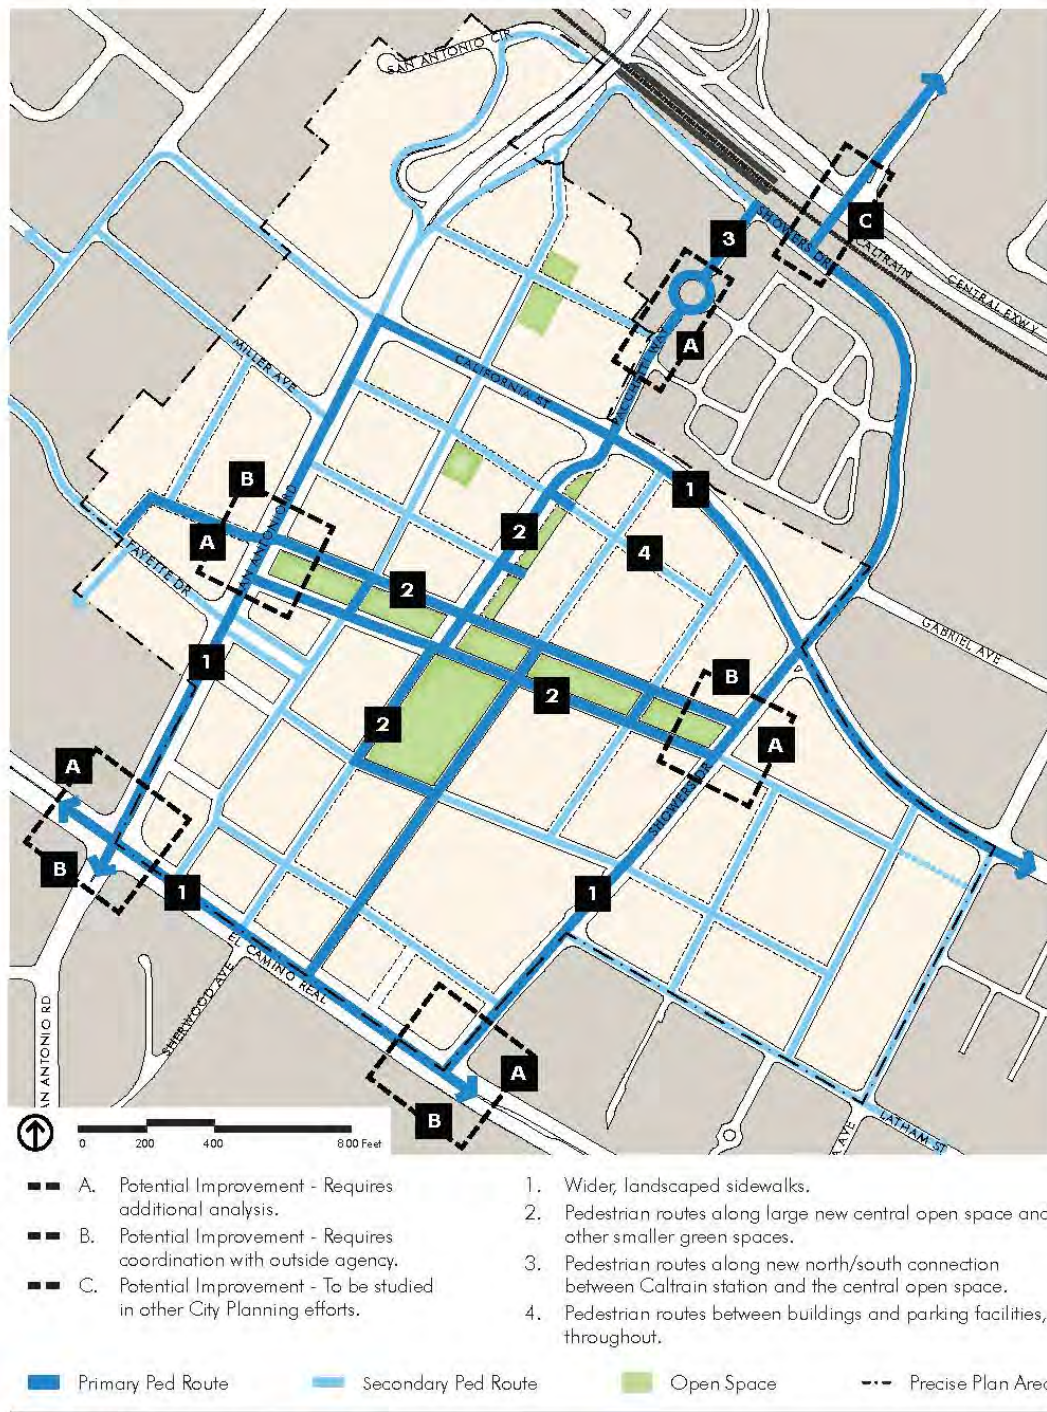 SAN ANTONIO CIR
C
3
SHOWERS DR
CALTRAIN
CENTRAL EXWY
A
MILLER AVE
CALIFORNIA ST
PACCHETTI WAY
B
1
A
SAN ANTONIO RD
2
4
FAYETTE DR
2
GABRIEL AVE
1
B
2
2
A
A
SHOWERS DR
B
1
1
EL CAMINO REAL
SHERWOOD AVE
SAN ANTONIO RD
A
B
LATHAM ST
0 200 400 800 Feet
A. Potential Improvement - Requires
additional analysis.
B. Potential Improvement - Requires
coordination with outside agency.
C. Potential Improvement - To be studied
in other City Planning efforts.
1. Wider, landscaped sidewalks.
2. Pedestrian routes along large new central open space and
other smaller green spaces.
3. Pedestrian routes along new north/south connection
between Caltrain station and the central open space.
4. Pedestrian routes between buildings and parking facilities,
throughout.
Primary Ped Route
Secondary Ped Route
Open Space
Precise Plan Area